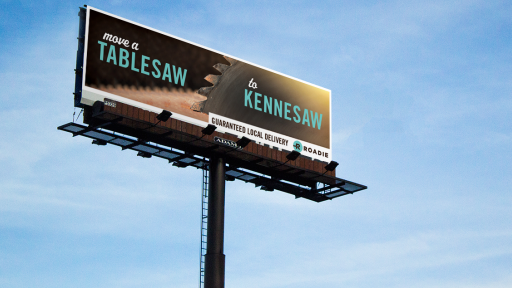 move a
TABLESAW
to
KENNESAW
GUARANTEED LOCAL DELIVERY
R ROADIE
ADAMS